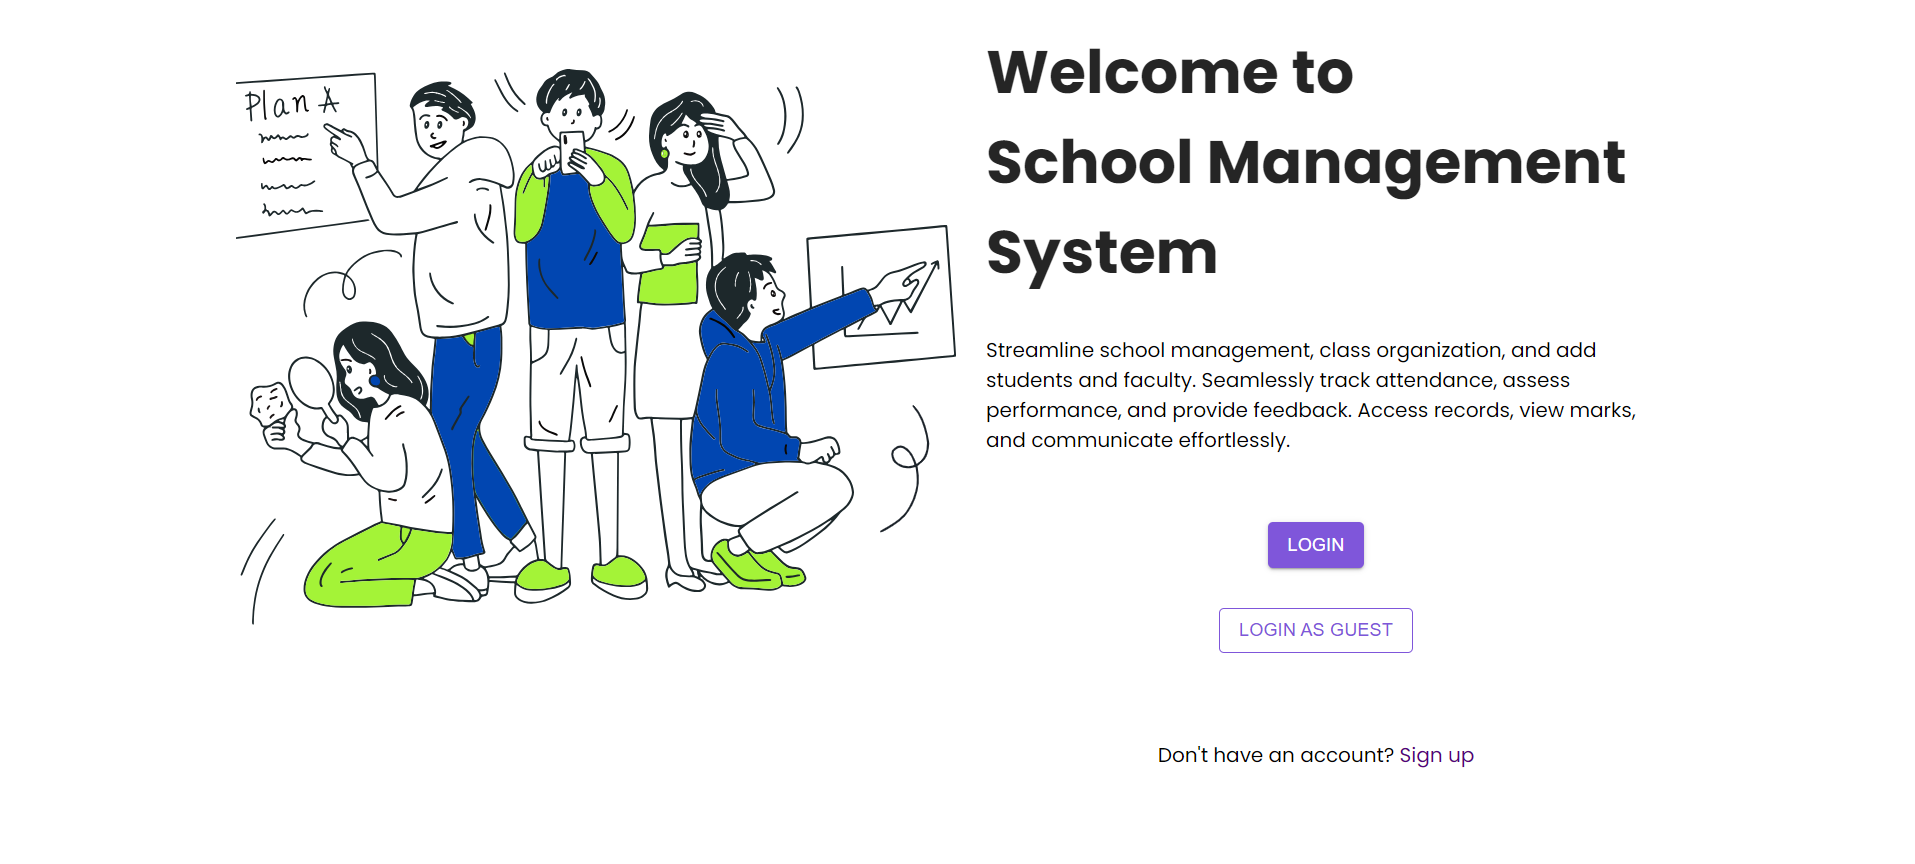 Plan A
Welcome to
School Management
System
Streamline school management, class organization, and add
students and faculty. Seamlessly track attendance, assess
performance, and provide feedback. Access records, view marks,
and communicate effortlessly.
LOGIN
LOGIN AS GUEST
Don't have an account? Sign up